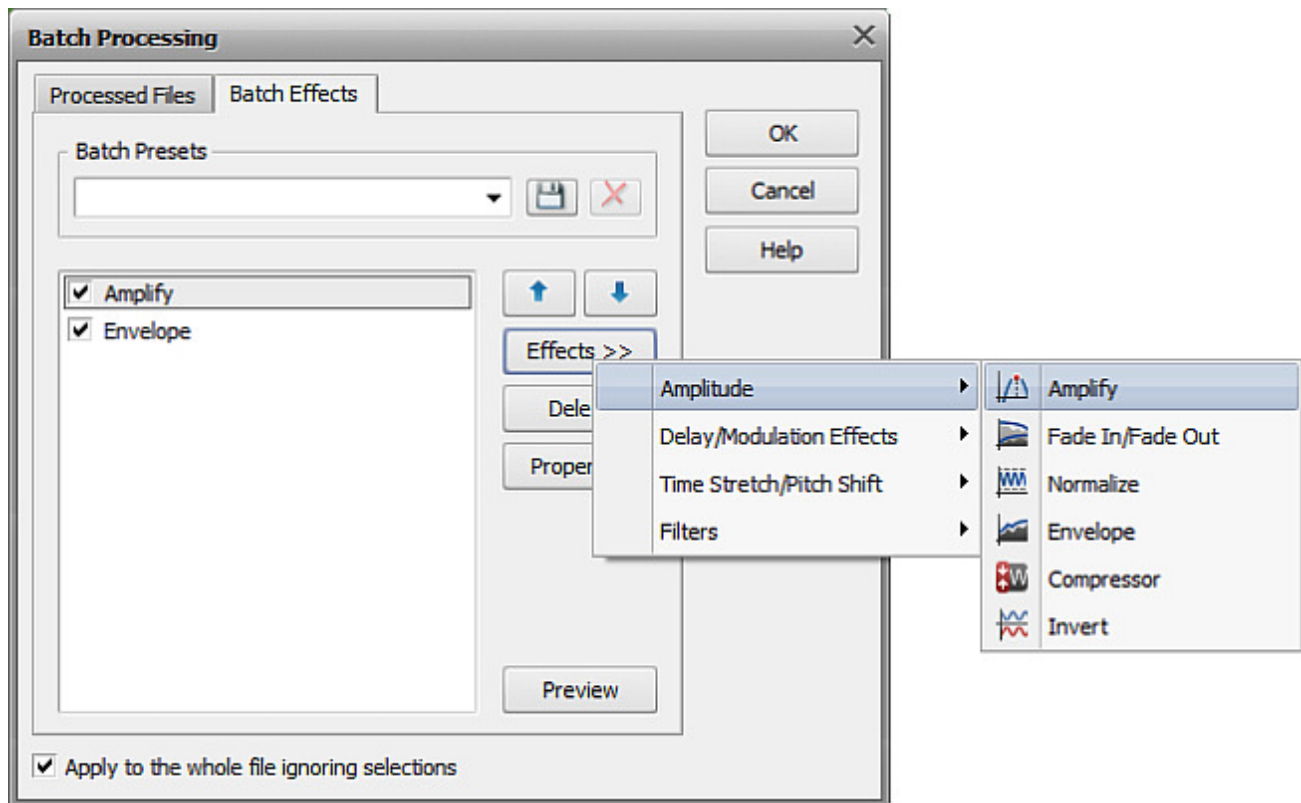 Batch Processing
Processed Files
Batch Effects
Batch Presets
OK
Cancel
Help
Amplify
Envelope
Effects >>
Dele
Proper
Preview
Amplitude
Delay/Modulation Effects
Time Stretch/Pitch Shift
Filters
Amplify
Fade In/Fade Out
Normalize
Envelope
Compressor
Invert
Apply to the whole file ignoring selections